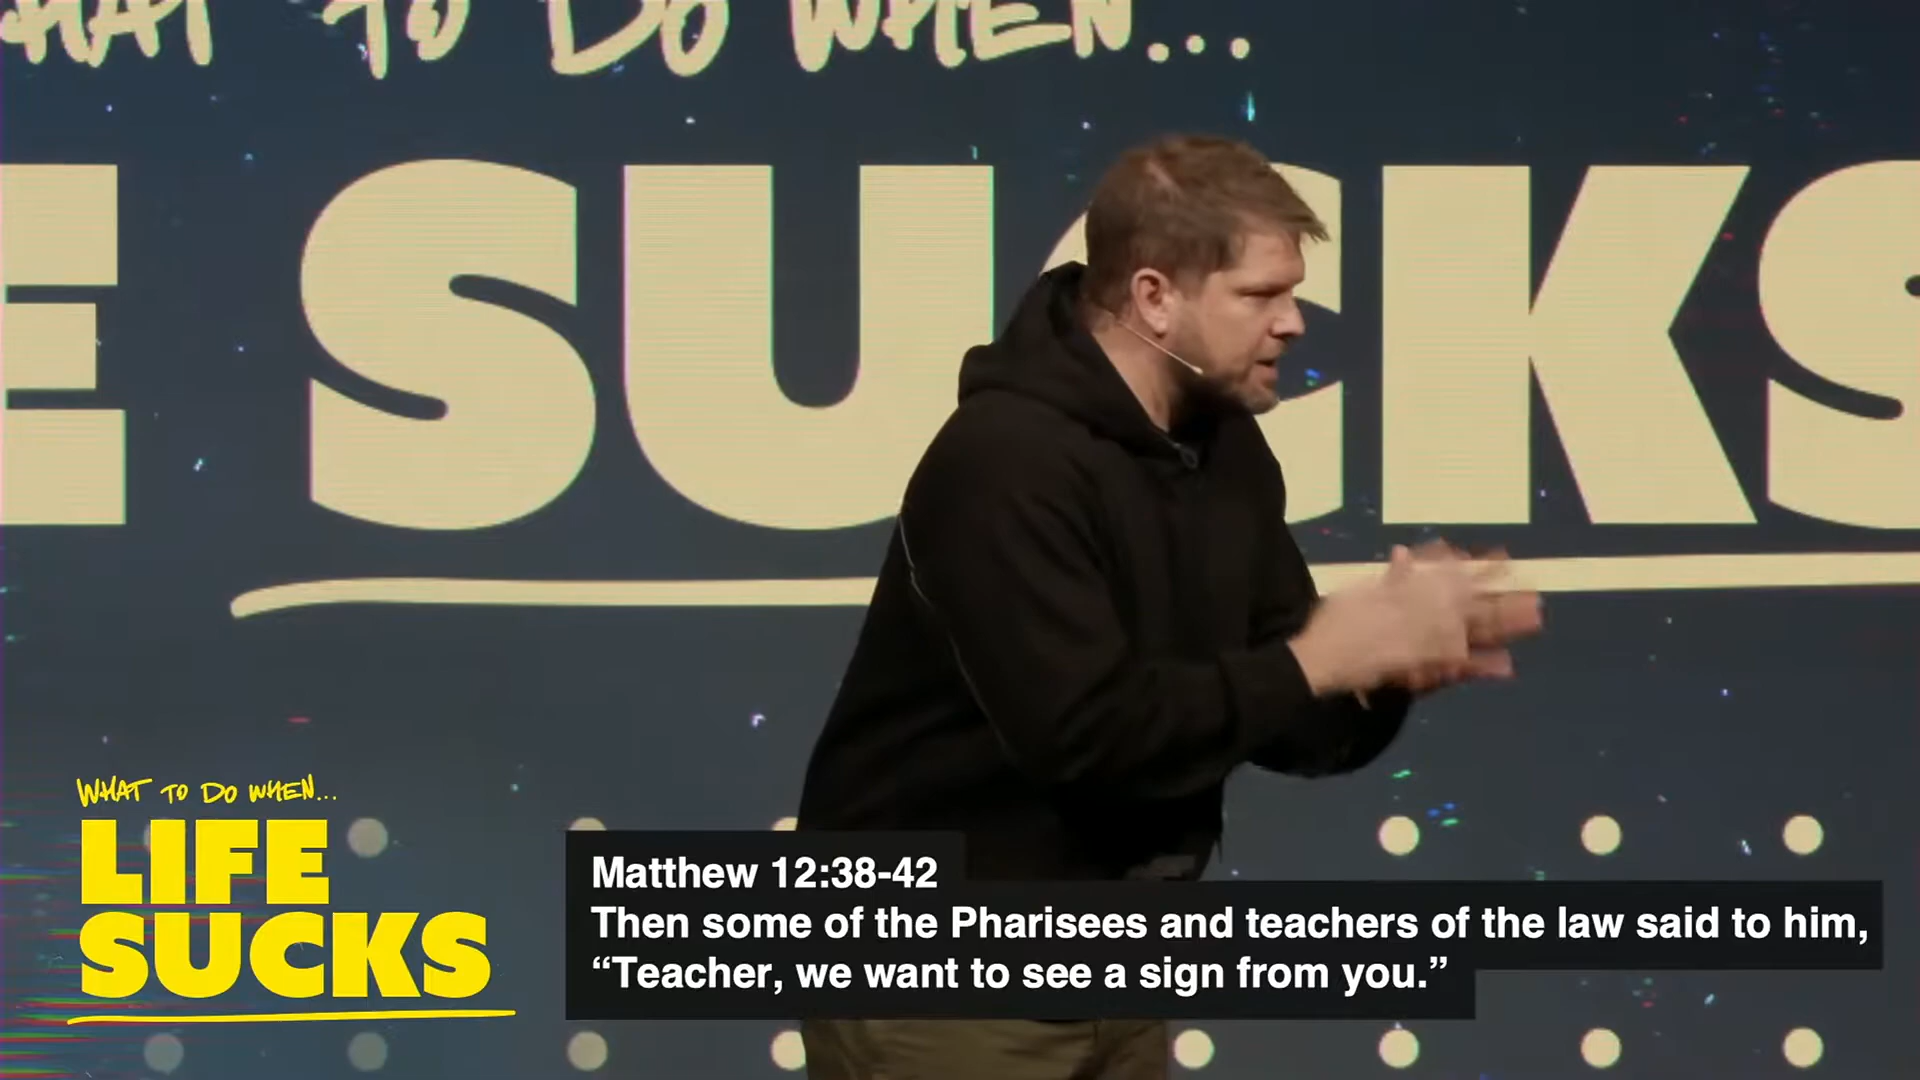 WHAT TO DO WHEN...
E SUCKS
WHAT TO DO WHEN...
LIFE
SUCKS
Matthew 12:38-42
Then some of the Pharisees and teachers of the law said to him,
“Teacher, we want to see a sign from you.”